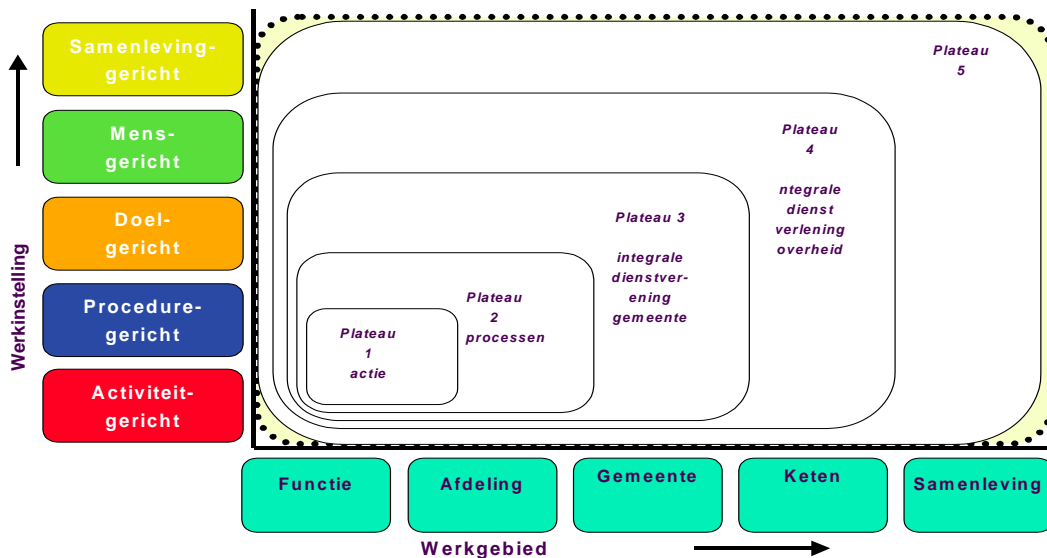 Samenleving-
gericht
Mens-
gericht
Doel-
gericht
Procedure-
gericht
Activiteit-
gericht
Werkinstelling
Plateau
5
Plateau
4
ntegrale
dienst
verlening
overheid
Plateau 3
integrale
dienstver-
ening
gemeente
Plateau
2
processen
Plateau
1
actie
Functie
Afdeling
Gemeente
Keten
Samenleving
Werkgebied